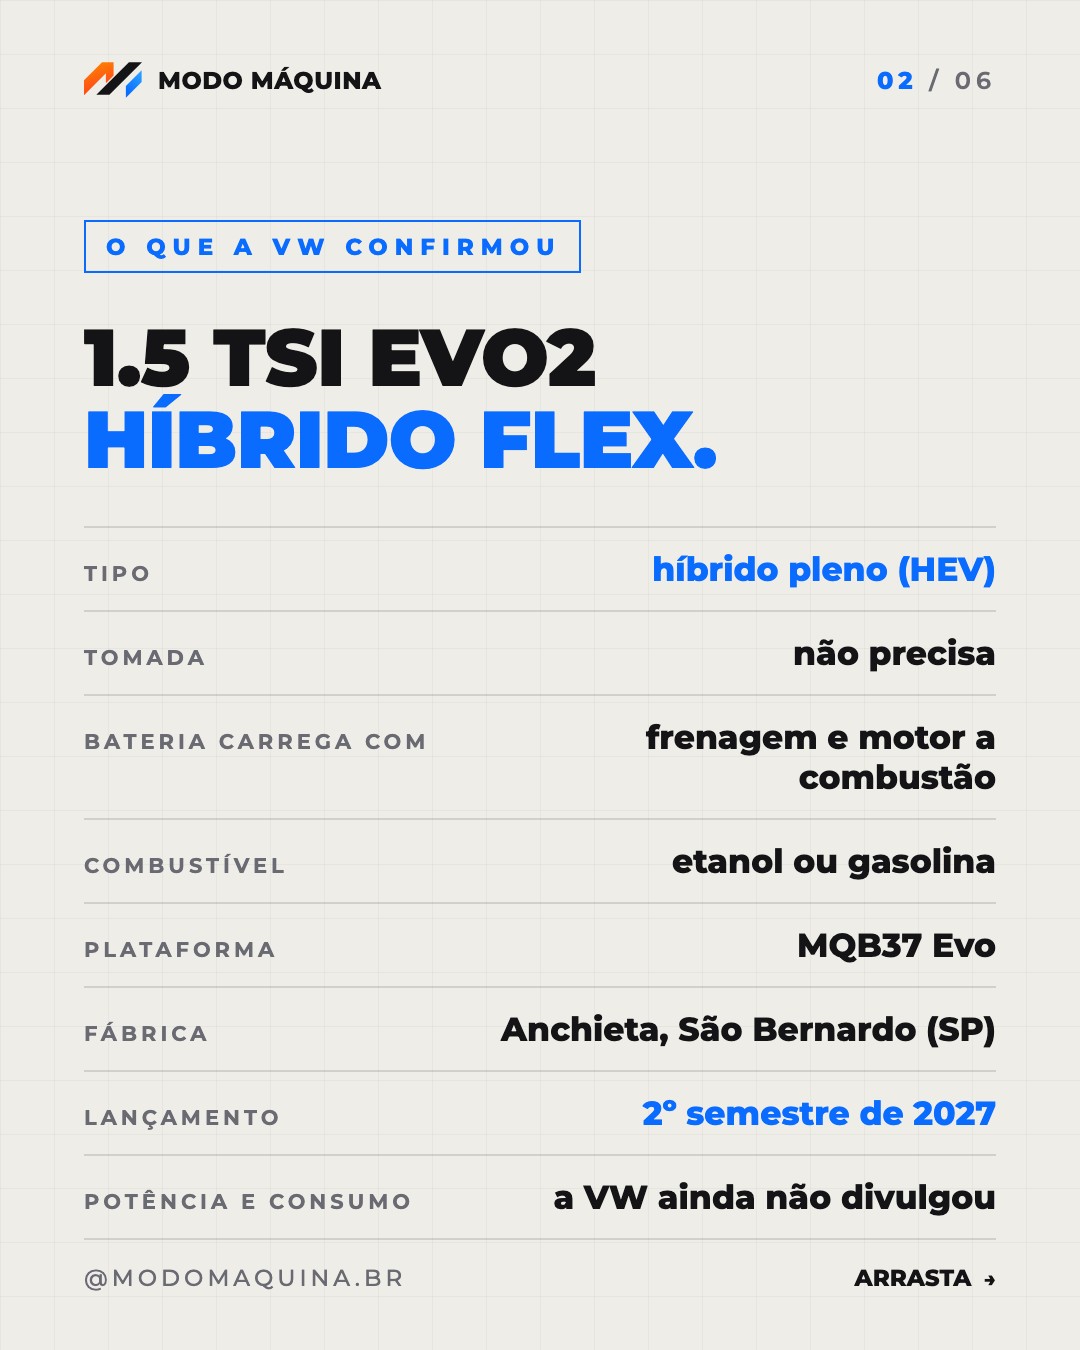 MODO MÁQUINA
02 / 06
O QUE A VW CONFIRMOU
1.5 TSI EVO2
HÍBRIDO FLEX.
TIPO
híbrido pleno (HEV)
TOMADA
não precisa
BATERIA CARREGA COM
frenagem e motor a
combustão
COMBUSTÍVEL
etanol ou gasolina
PLATAFORMA
MQB37 Evo
FÁBRICA
Anchieta, São Bernardo (SP)
LANÇAMENTO
2º semestre de 2027
POTÊNCIA E CONSUMO
a VW ainda não divulgou
@MODOMAQUINA.BR
ARRASTA →